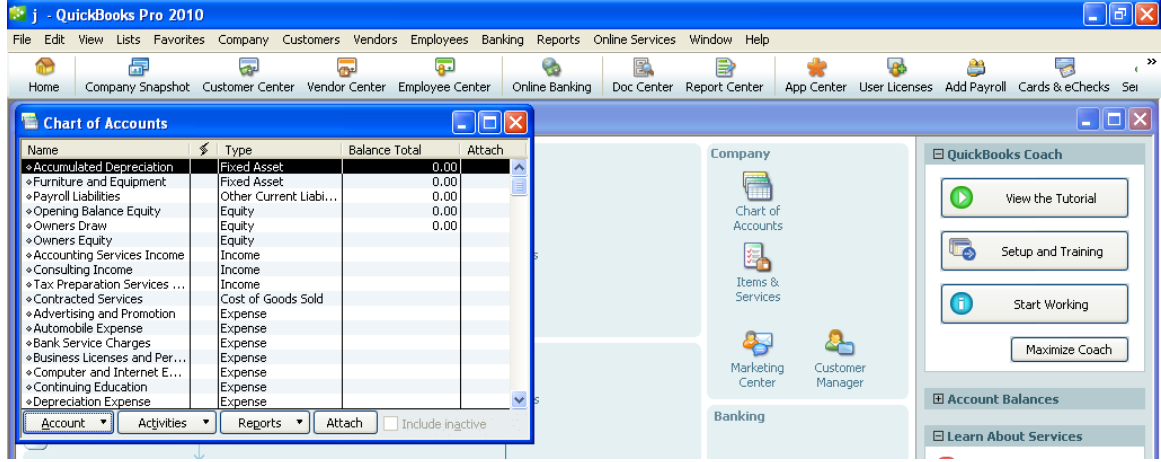 j - QuickBooks Pro 2010
File Edit View Lists Favorites Company Customers Vendors Employees Banking Reports Online Services Window Help
Home Company Snapshot Customer Center Vendor Center Employee Center Online Banking Doc Center Report Center App Center User Licenses Add Payroll Cards & eChecks
Chart of Accounts
Name Type Balance Total Attach
Accumulated Depreciation Fixed Asset 0.00
Furniture and Equipment Fixed Asset 0.00
Payroll Liabilities Other Current Liabi... 0.00
Opening Balance Equity Equity 0.00
Owners Draw Equity 0.00
Owners Equity Equity
Accounting Services Income Income
Consulting Income Income
Tax Preparation Services ... Income
Contracted Services Cost of Goods Sold
Advertising and Promotion Expense
Automobile Expense Expense
Bank Service Charges Expense
Business Licenses and Per... Expense
Computer and Internet E... Expense
Continuing Education Expense
Depreciation Expense Expense
Account Activities Reports Attach Include inactive
Company
Chart of
Accounts
Items &
Services
Marketing
Center
Customer
Manager
Banking
QuickBooks Coach
View the Tutorial
Setup and Training
Start Working
Maximize Coach
Account Balances
Learn About Services